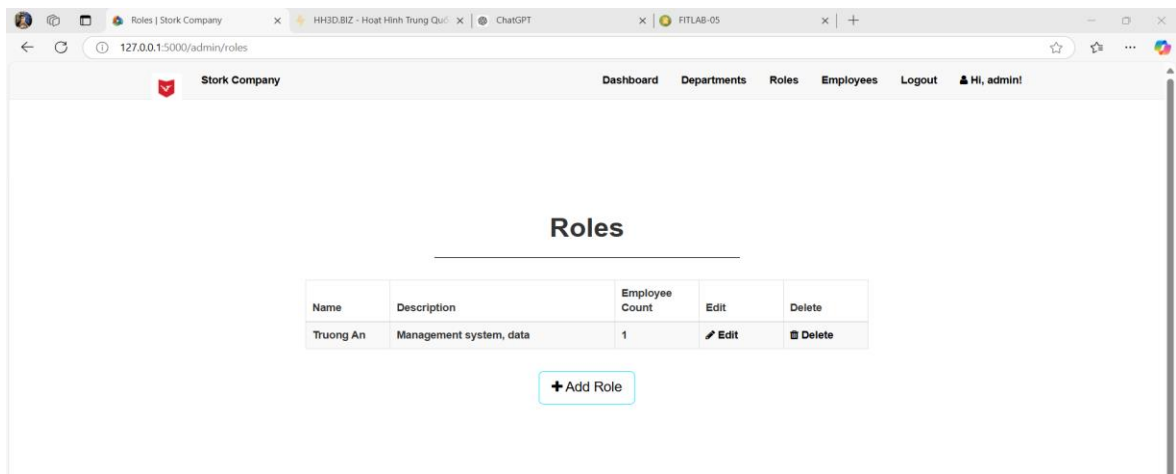 Roles | Stork Company
HH3D.BIZ - Hoạt Hình Trung Quố
ChatGPT
FITLAB-05
127.0.0.1:5000/admin/roles
Stork Company Dashboard Departments Roles Employees Logout Hi, admin!
Roles
Name Description Employee Count Edit Delete
Truong An Management system, data 1 Edit Delete
Add Role